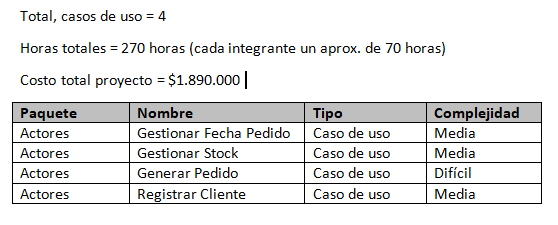 Total, casos de uso = 4
Horas totales = 270 horas (cada integrante un aprox. de 70 horas)
Costo total proyecto = $1.890.000
Paquete Nombre Tipo Complejidad
Actores Gestionar Fecha Pedido Caso de uso Media
Actores Gestionar Stock Caso de uso Media
Actores Generar Pedido Caso de uso Difícil
Actores Registrar Cliente Caso de uso Media